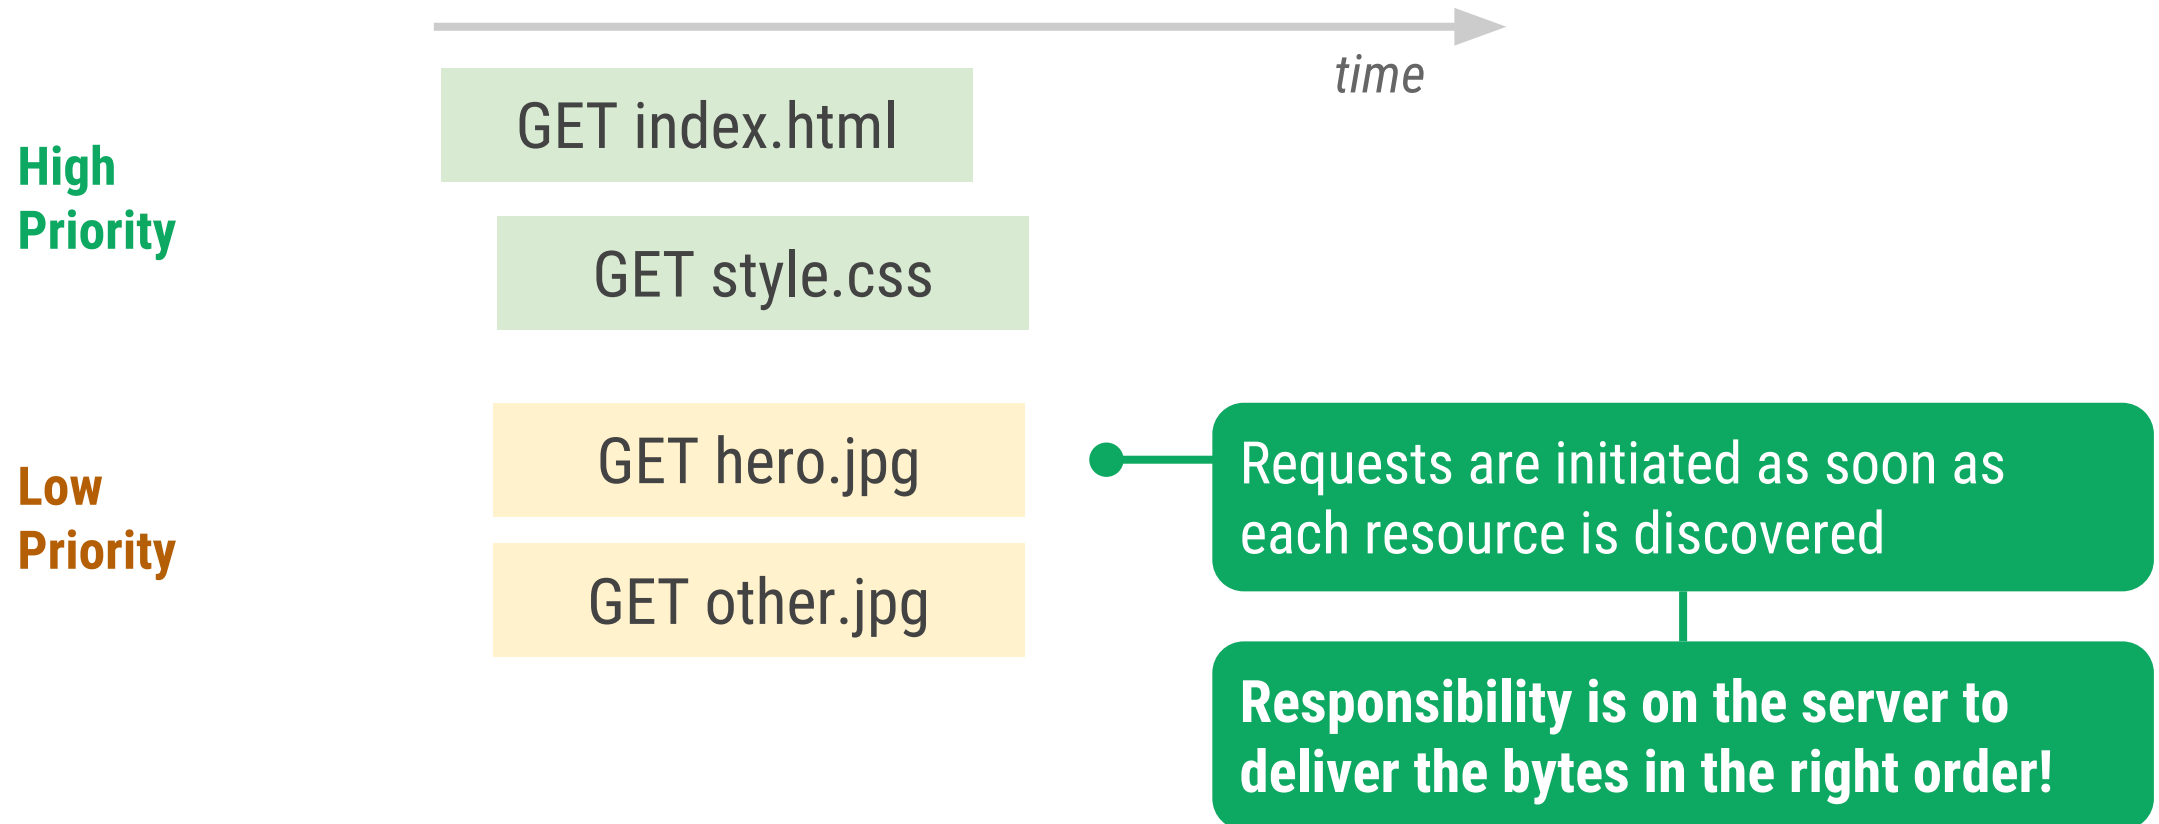 time
High
Priority
GET index.html
GET style.css
Low
Priority
GET hero.jpg
GET other.jpg
Requests are initiated as soon as
each resource is discovered
Responsibility is on the server to
deliver the bytes in the right order!